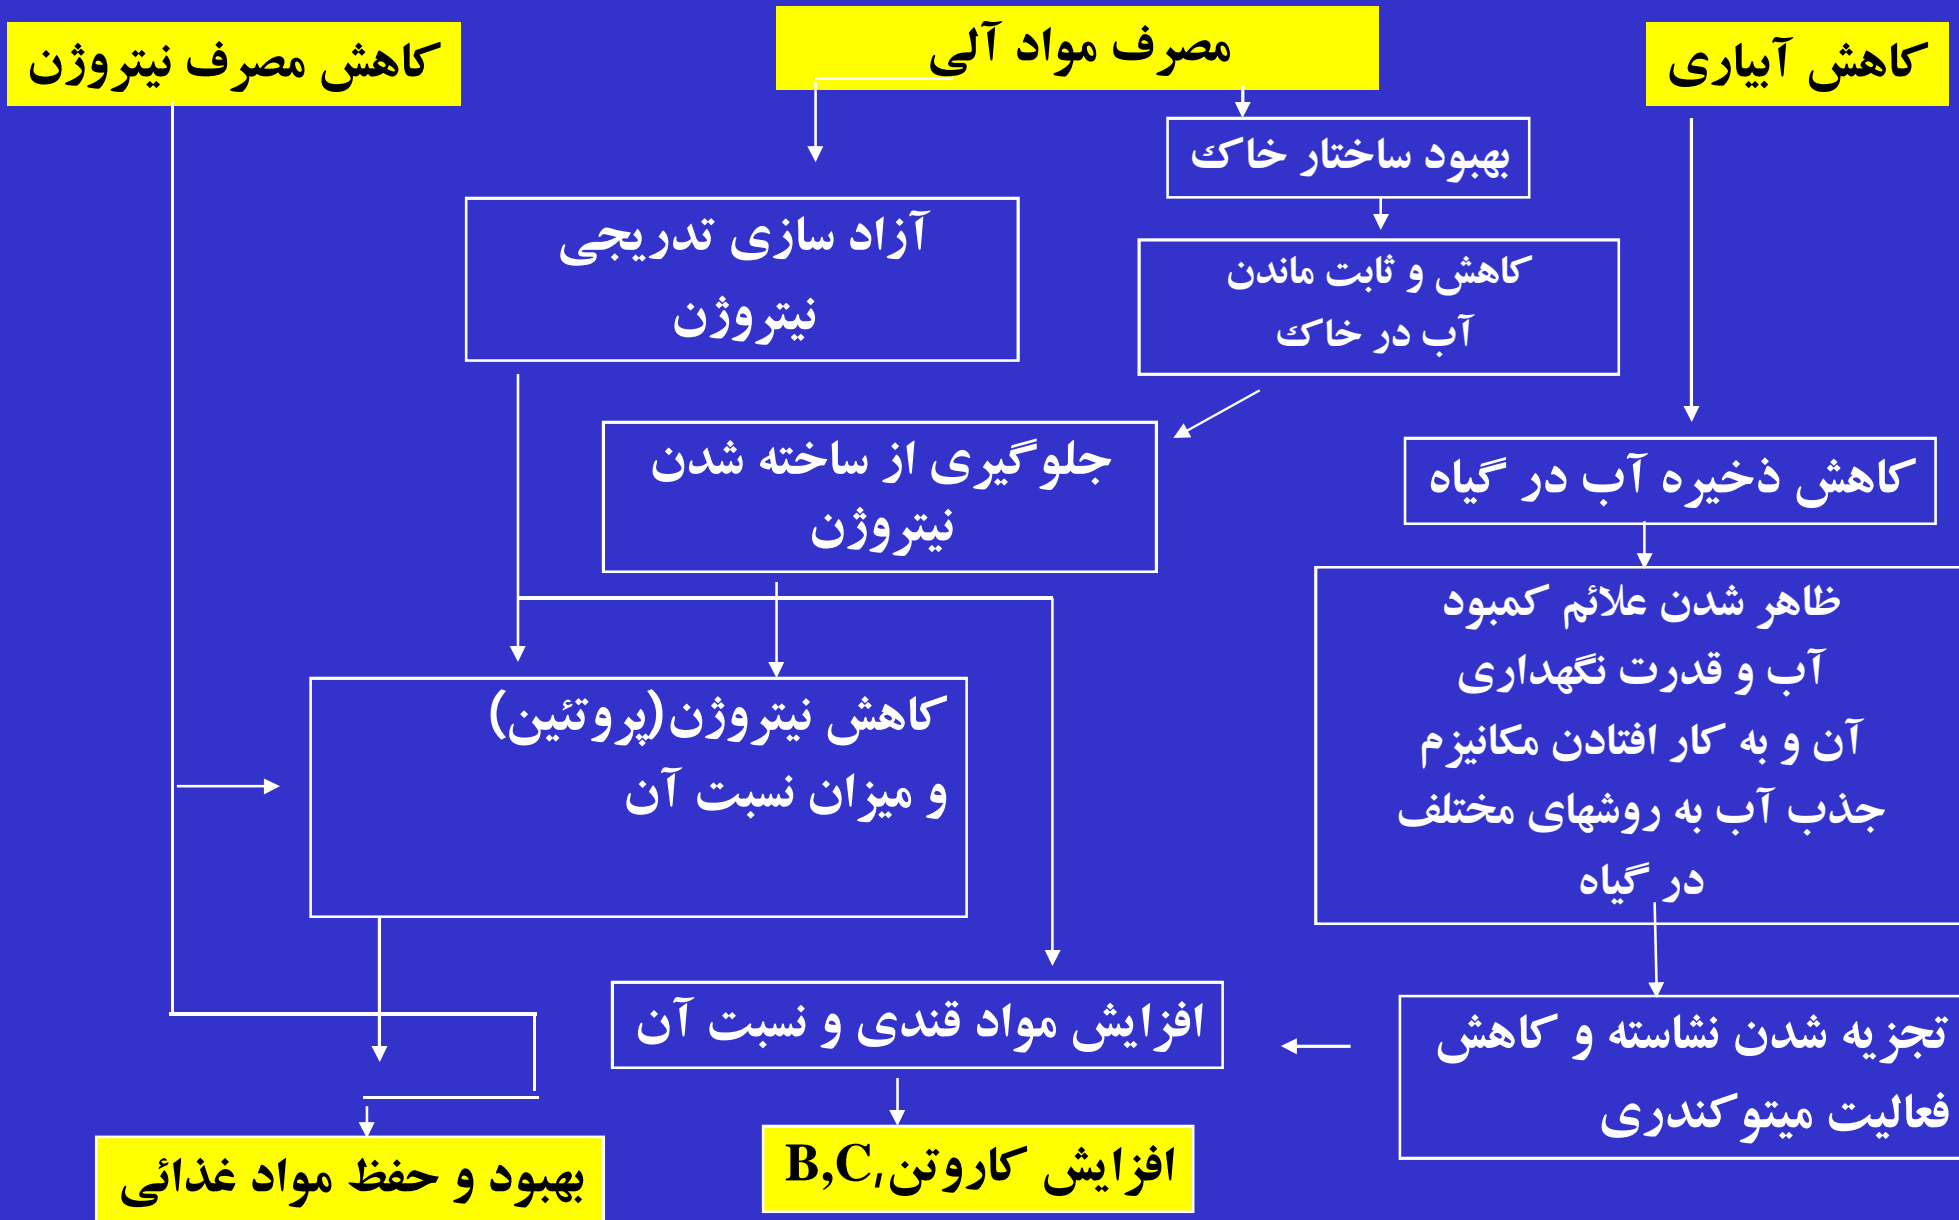 کاهش آبیاری
مصرف مواد آلی
کاهش مصرف نیتروژن
بهبود ساختار خاک
آزاد سازی تدریجی
نیتروژن
کاهش و ثابت ماندن
آب در خاک
جلوگیری از ساخته شدن
نیتروژن
کاهش ذخیره آب در گیاه
ظاهر شدن علائم کمبود
آب و قدرت نگهداری
آن و به کار افتادن مکانیزم
جذب آب به روشهای مختلف
در گیاه
کاهش نیتروژن(پروتئین)
و میزان نسبت آن
تجزیه شدن نشاسته و کاهش
فعالیت میتوکندری
افزایش مواد قندی و نسبت آن
افزایش کاروتن,B,C
بهبود و حفظ مواد غذائی